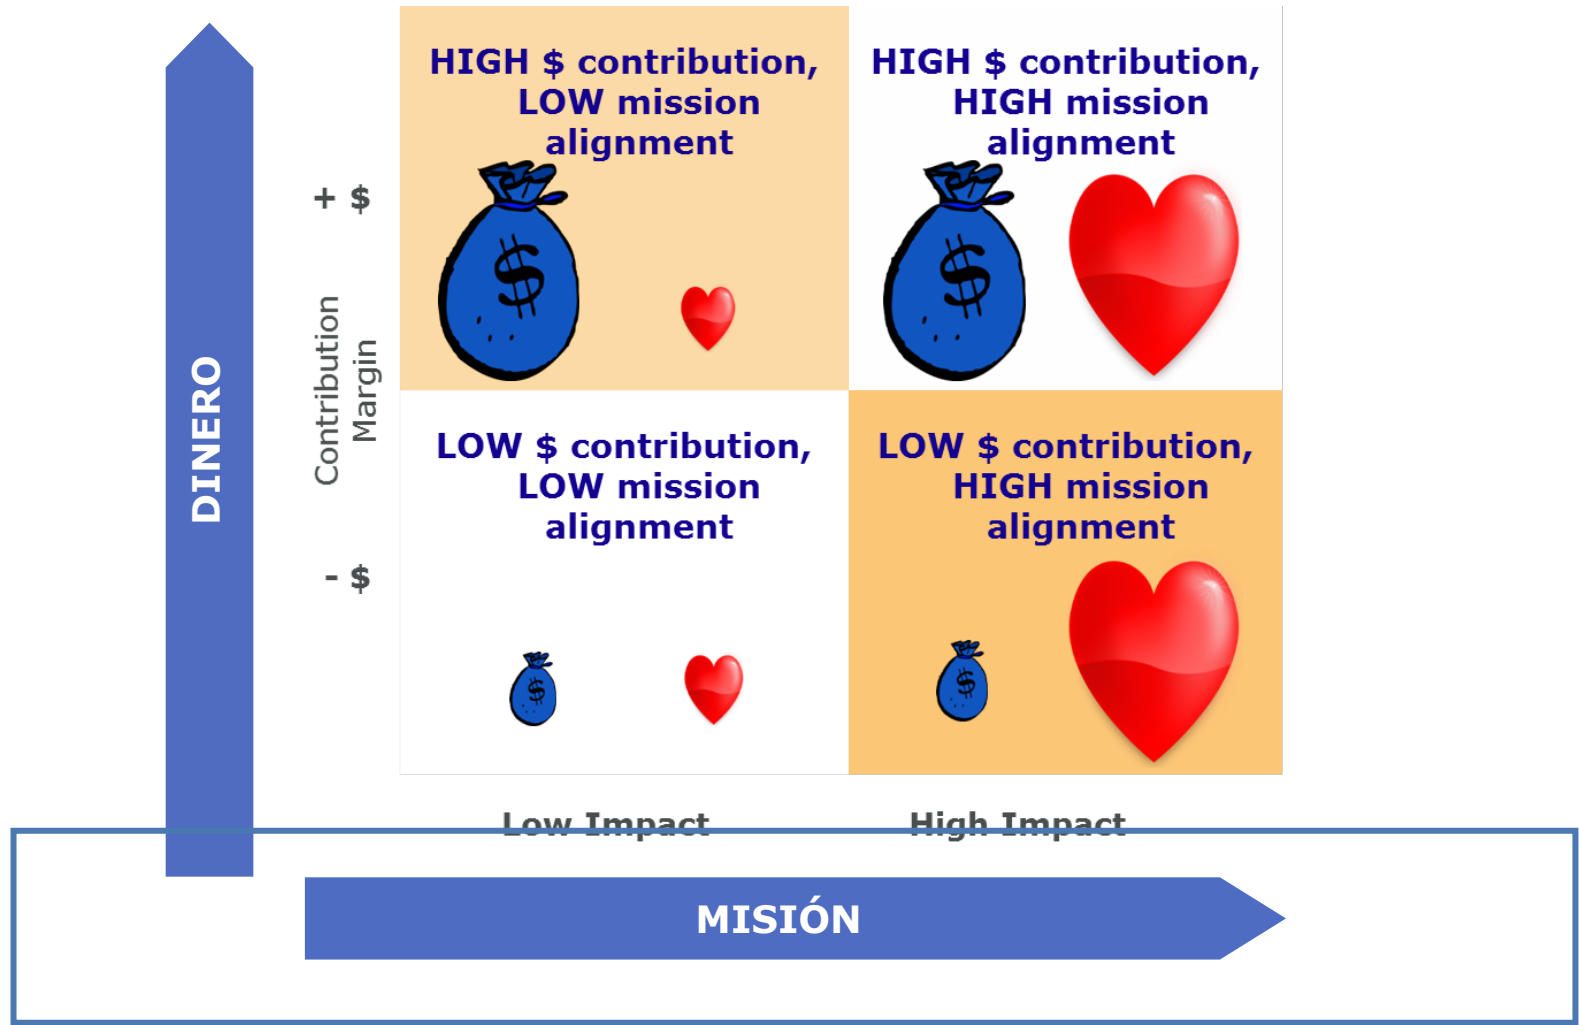 HIGH $ contribution,
LOW mission
alignment
HIGH $ contribution,
HIGH mission
alignment
+ $
$
$
DINERO
Contribution
Margin
LOW $ contribution,
LOW mission
alignment
LOW $ contribution,
HIGH mission
alignment
- $
$
$
Low Impact
High Impact
MISIÓN